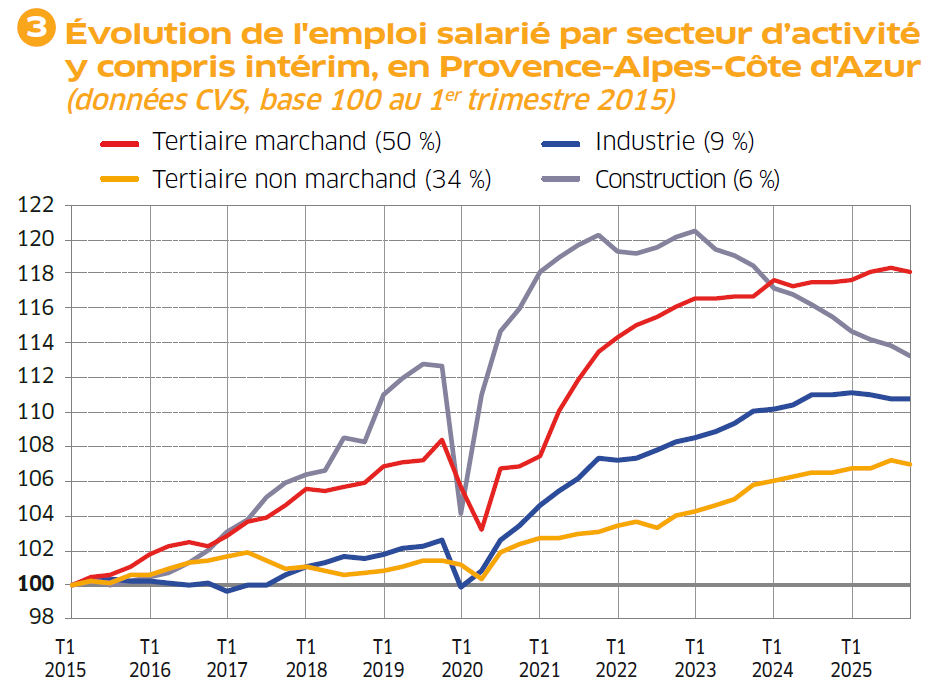 3 Évolution de l'emploi salarié par secteur d’activité
y compris intérim, en Provence-Alpes-Côte d'Azur
(données CVS, base 100 au 1er trimestre 2015)
Tertiaire marchand (50 %) Industrie (9 %)
Tertiaire non marchand (34 %) Construction (6 %)
122
120
118
116
114
112
110
108
106
104
102
100
98
T1 T1 T1 T1 T1 T1 T1 T1 T1 T1 T1
2015 2016 2017 2018 2019 2020 2021 2022 2023 2024 2025